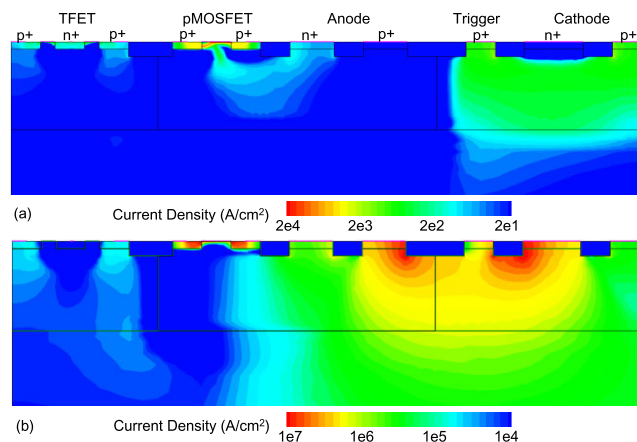 TFET pMOSFET Anode Trigger Cathode
p+ n+ p+ p+ p+ n+ p+ p+ n+ p+
(a) Current Density (A/cm²)
2e4 2e3 2e2 2e1
(b) Current Density (A/cm²)
1e7 1e6 1e5 1e4